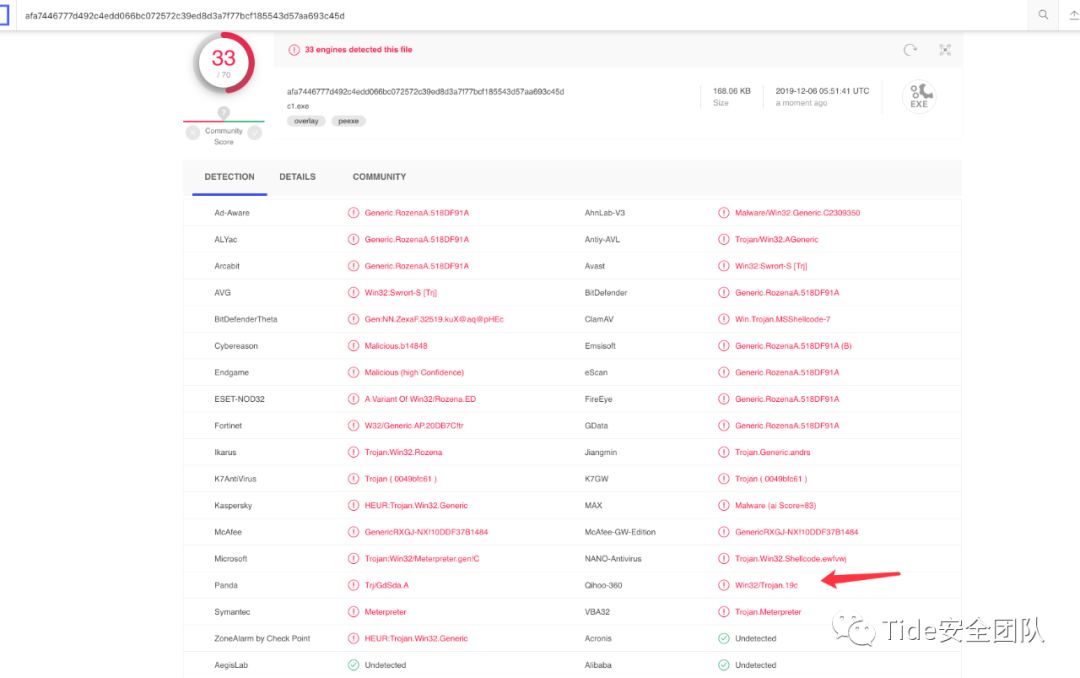 afa7446777d492c4edd066bc072572c39ed8d3a7f77bcf185543d57aa693c45d
33
/ 70
33 engines detected this file
afa7446777d492c4edd066bc072572c39ed8d3a7f77bcf185543d57aa693c45d
c1.exe
overlay peexe
168.06 KB
Size
2019-12-06 05:51:41 UTC
a moment ago
EXE
?
Community
Score
DETECTION DETAILS COMMUNITY
Ad-Aware Generic.RozenaA.518DF91A AhnLab-V3 Malware/Win32.Generic.C2309350
ALYac Generic.RozenaA.518DF91A Antiy-AVL Trojan/Win32.AGeneric
Arcabit Generic.RozenaA.518DF91A Avast Win32:Swrort-S [Trj]
AVG Win32:Swrort-S [Trj] BitDefender Generic.RozenaA.518DF91A
BitDefenderTheta Gen:NN.ZexaF.32519.kuX@aq@pHEc ClamAV Win.Trojan.MSShellcode-7
Cybereason Malicious.b14848 Emsisoft Generic.RozenaA.518DF91A (B)
Endgame Malicious (high Confidence) eScan Generic.RozenaA.518DF91A
ESET-NOD32 A Variant Of Win32/Rozena.ED FireEye Generic.RozenaA.518DF91A
Fortinet W32/Generic.AP.20DB7C!tr GData Generic.RozenaA.518DF91A
Ikarus Trojan.Win32.Rozena Jiangmin Trojan.Generic.andrs
K7AntiVirus Trojan ( 0049bfc61 ) K7GW Trojan ( 0049bfc61 )
Kaspersky HEUR:Trojan.Win32.Generic MAX Malware (ai Score=83)
McAfee GenericRXGJ-NX!10DDF37B1484 McAfee-GW-Edition GenericRXGJ-NX!10DDF37B1484
Microsoft Trojan:Win32/Meterpreter.gen!C NANO-Antivirus Trojan.Win32.Shellcode.ewfvwj
Panda Trj/GdSda.A Qihoo-360 Win32/Trojan.19c
Symantec Meterpreter VBA32 Trojan.Meterpreter
ZoneAlarm by Check Point HEUR:Trojan.Win32.Generic Acronis Undetected
AegisLab Undetected Alibaba Undetected
Tide安全团队